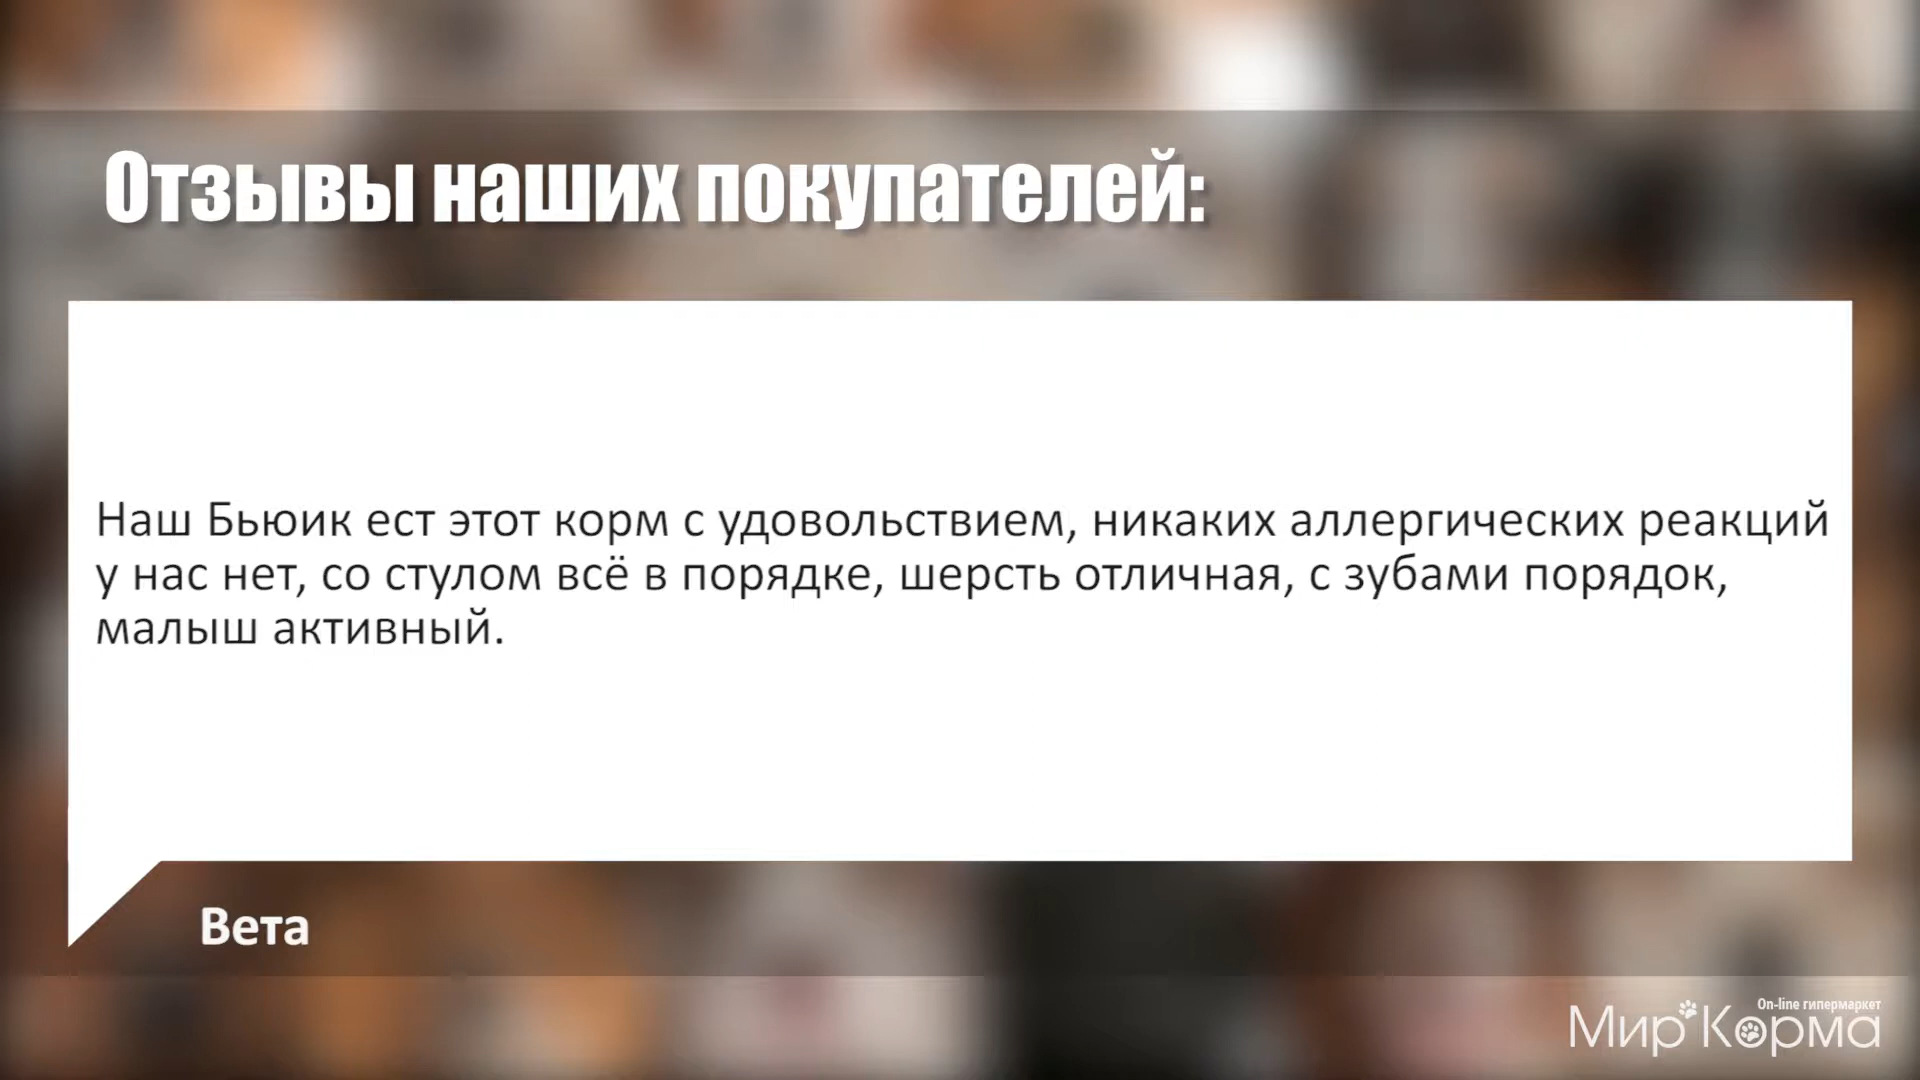 Отзывы наших покупателей:
Наш Бьюик ест этот корм с удовольствием, никаких аллергических реакций
у нас нет, со стулом всё в порядке, шерсть отличная, с зубами порядок,
малыш активный.
Вета
On-line гипермаркет
Мир Корма